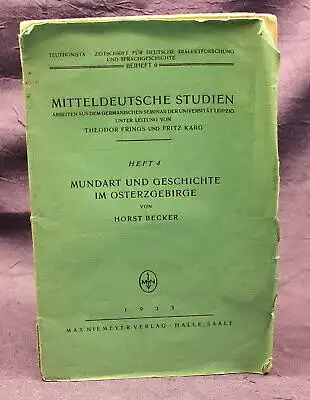 TEUTHONISTA · ZEITSCHRIFT FÜR DEUTSCHE DIALEKTFORSCHUNG
UND SPRACHGESCHICHTE
BEIHEFT 6
MITTELDEUTSCHE STUDIEN
ARBEITEN AUS DEM GERMANISCHEN SEMINAR DER UNIVERSITÄT LEIPZIG
UNTER LEITUNG VON
THEODOR FRINGS UND FRITZ KARG
HEFT 4
MUNDART UND GESCHICHTE
IM OSTERZGEBIRGE
VON
HORST BECKER
MN
1933
MAX NIEMEYER VERLAG · HALLE/SAALE